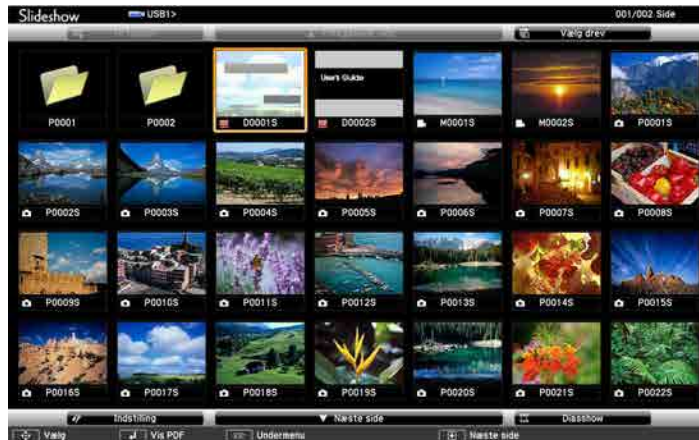 Slideshow USB1> 001/002 Side
Vælg drev
P0001 P0002 D0001S User's Guide D0002S M0001S M0002S P0001S
P0002S P0003S P0004S P0005S P0006S P0007S P0008S
P0009S P0010S P0011S P0012S P0013S P0014S P0015S
P0016S P0017S P0018S P0019S P0020S P0021S P0022S
Indstilling ▼ Næste side Diasshow
Vælg Vis PDF Undermenu Næste side